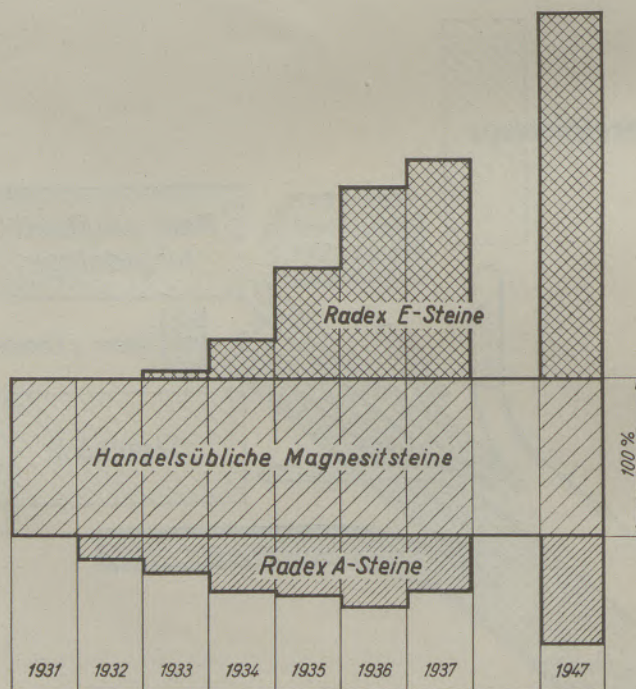 Radex E-Steine
Handelsübliche Magnesitsteine
100%
Radex A-Steine
1931 1932 1933 1934 1935 1936 1937 1947